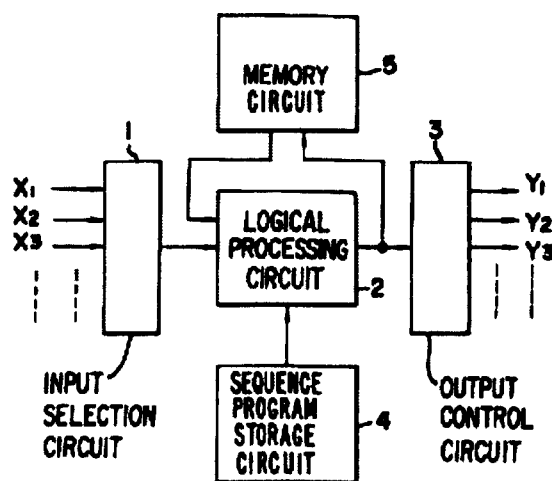 MEMORY
CIRCUIT
5
1
3
X1
X2
X3
LOGICAL
PROCESSING
CIRCUIT
2
Y1
Y2
Y3
INPUT
SELECTION
CIRCUIT
SEQUENCE
PROGRAM
STORAGE
CIRCUIT
4
OUTPUT
CONTROL
CIRCUIT